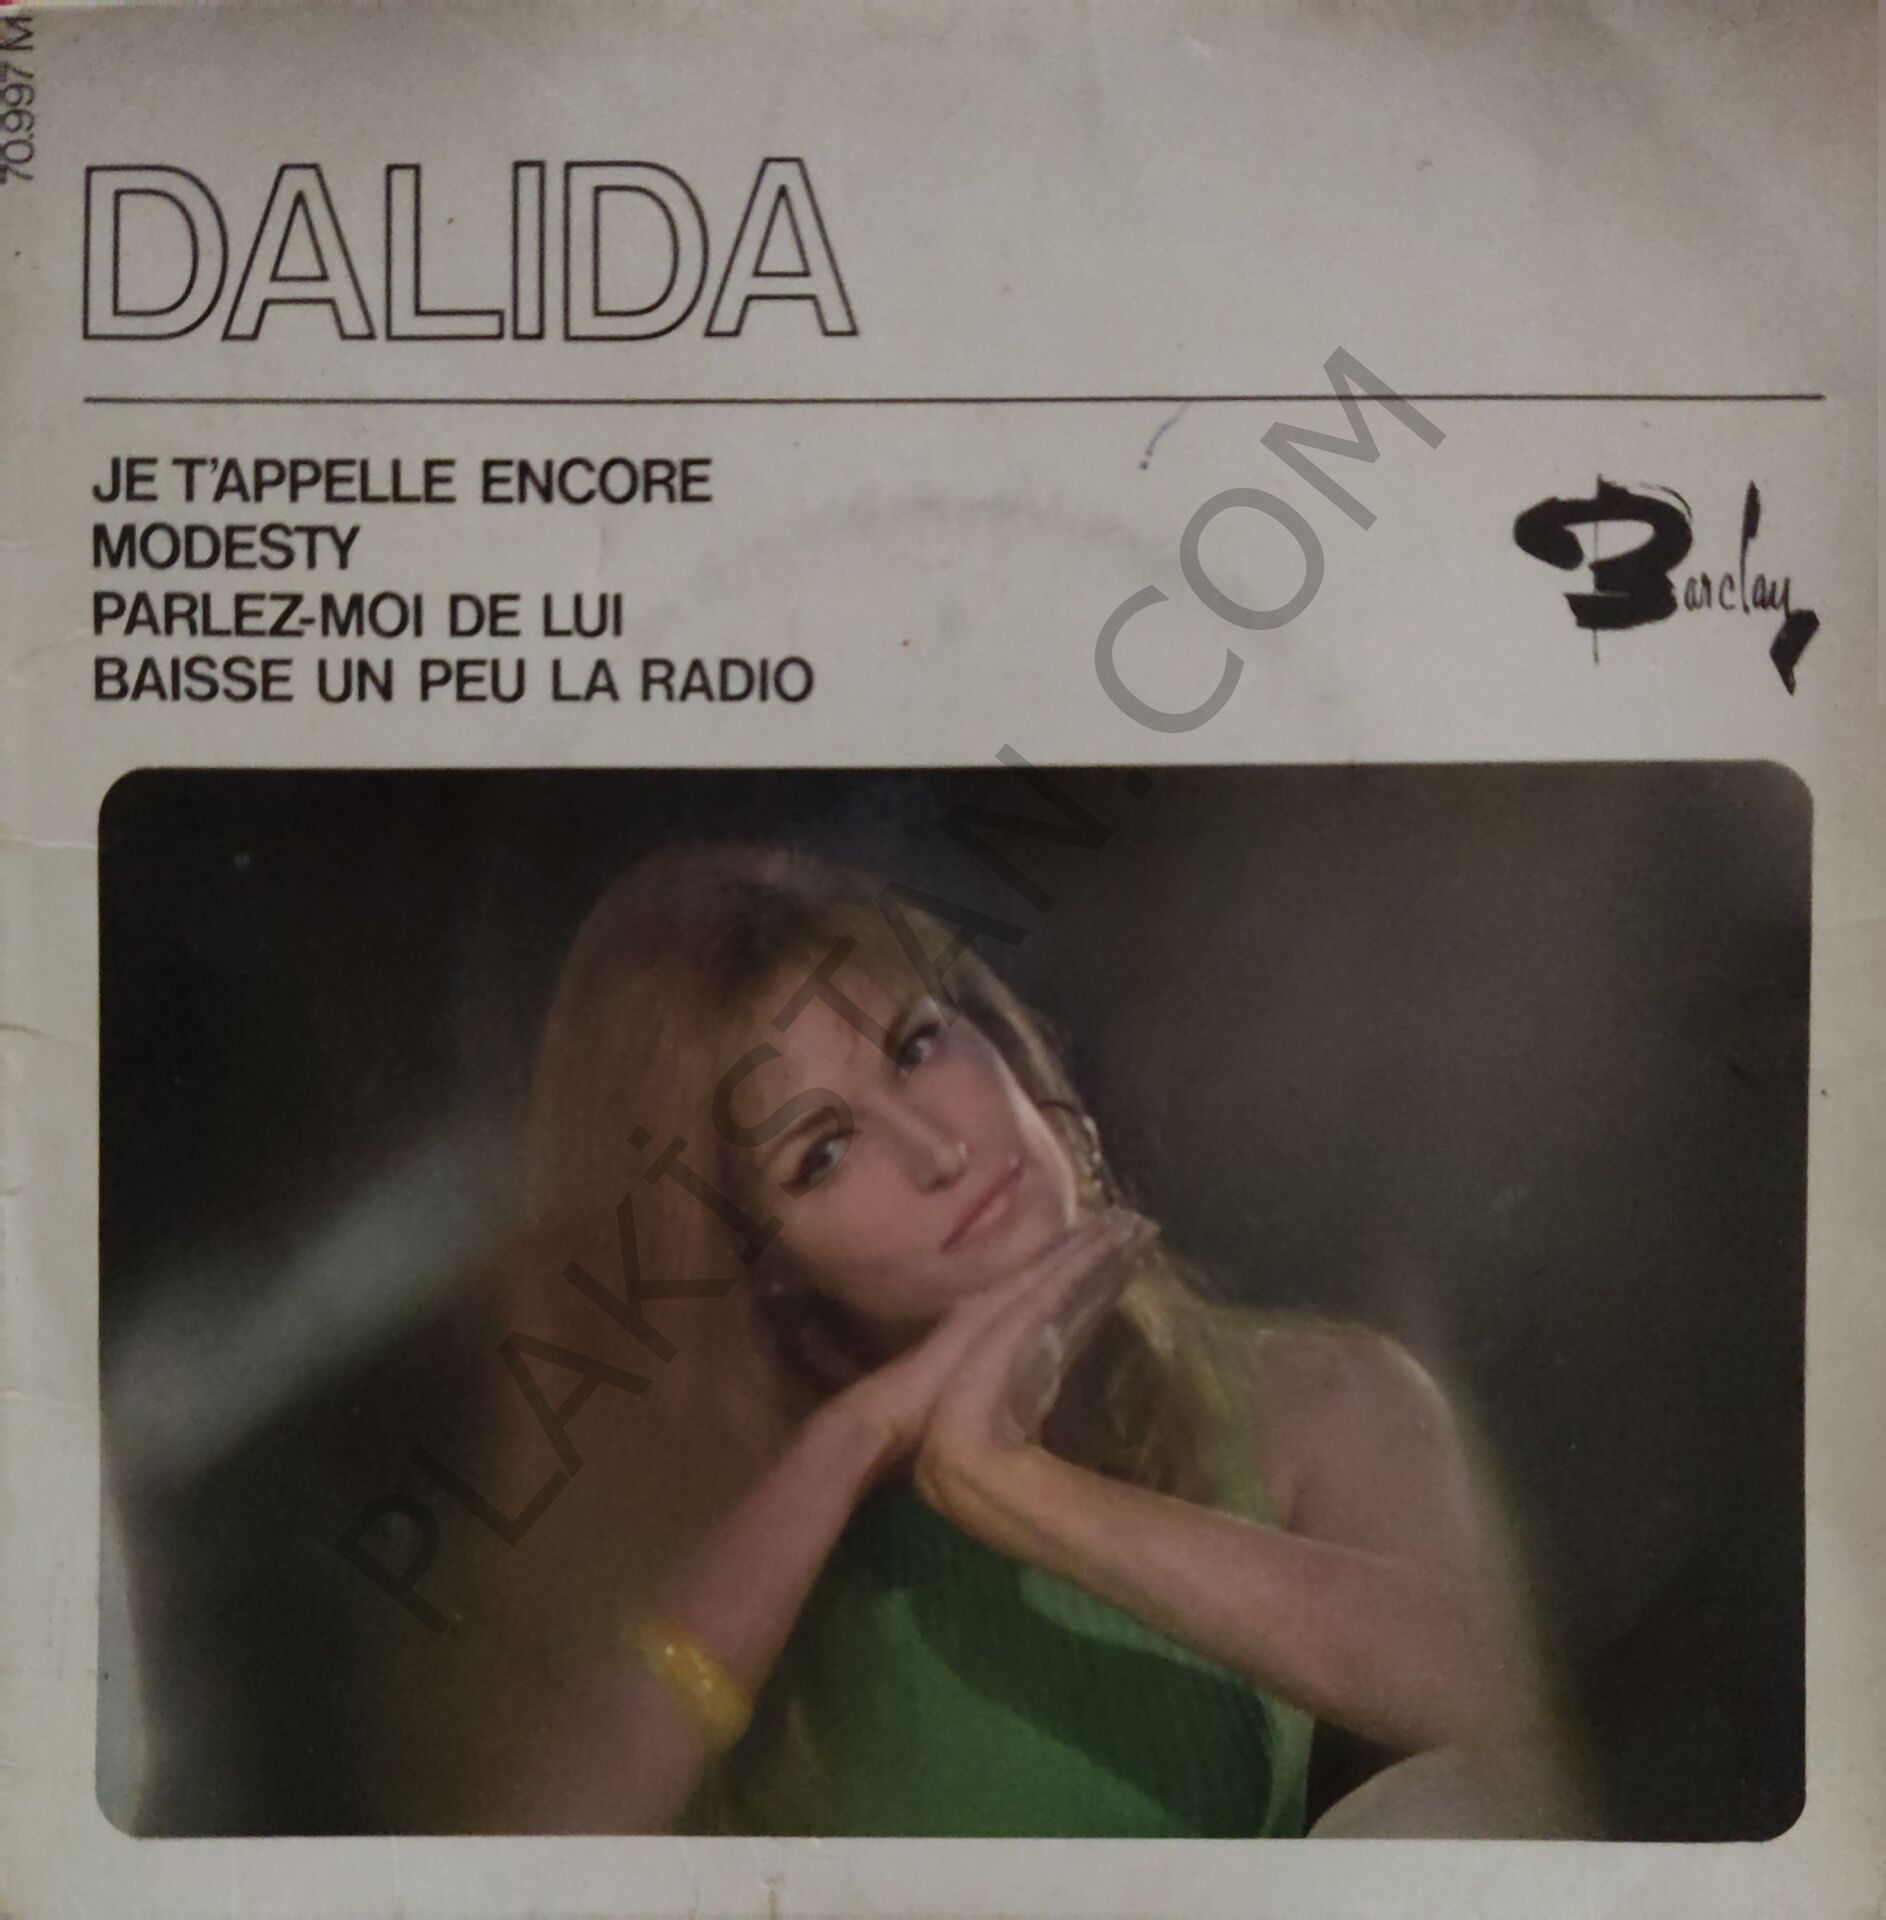 70.997 M
DALIDA
JE T'APPELLE ENCORE
MODESTY
PARLEZ-MOI DE LUI
BAISSE UN PEU LA RADIO
Barclay
PLAKİSTAN.COM